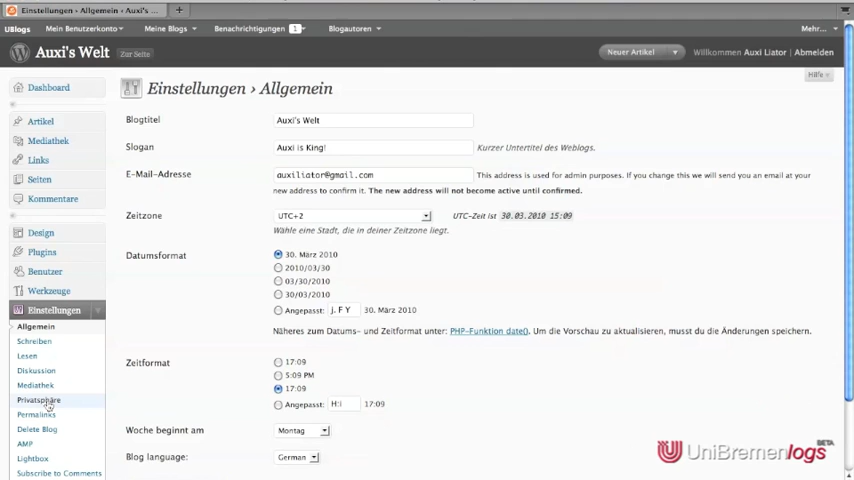 Einstellungen › Allgemein ‹ Auxi's ...
UBlogs Mein Benutzerkonto Meine Blogs Benachrichtigungen 1 Blogautoren Mehr...
Auxi's Welt Zur Seite Neuer Artikel Willkommen Auxi Liator | Abmelden
Hilfe
Dashboard
Artikel
Mediathek
Links
Seiten
Kommentare
Design
Plugins
Benutzer
Werkzeuge
Einstellungen
Allgemein
Schreiben
Lesen
Diskussion
Mediathek
Privatsphäre
Permalinks
Delete Blog
AMP
Lightbox
Subscribe to Comments
Einstellungen › Allgemein
Blogtitel Auxi's Welt
Slogan Auxi is King! Kurzer Untertitel des Weblogs.
E-Mail-Adresse auxiliator@gmail.com This address is used for admin purposes. If you change this we will send you an email at your
new address to confirm it. The new address will not become active until confirmed.
Zeitzone UTC+2 UTC-Zeit ist 30.03.2010 15:09
Wähle eine Stadt, die in deiner Zeitzone liegt.
Datumsformat 30. März 2010
2010/03/30
03/30/2010
30/03/2010
Angepasst: j. F Y 30. März 2010
Näheres zum Datums- und Zeitformat unter: PHP-Funktion date(). Um die Vorschau zu aktualisieren, musst du die Änderungen speichern.
Zeitformat 17:09
5:09 PM
17:09
Angepasst: H:i 17:09
Woche beginnt am Montag
Blog language: German
UniBremenlogs BETA